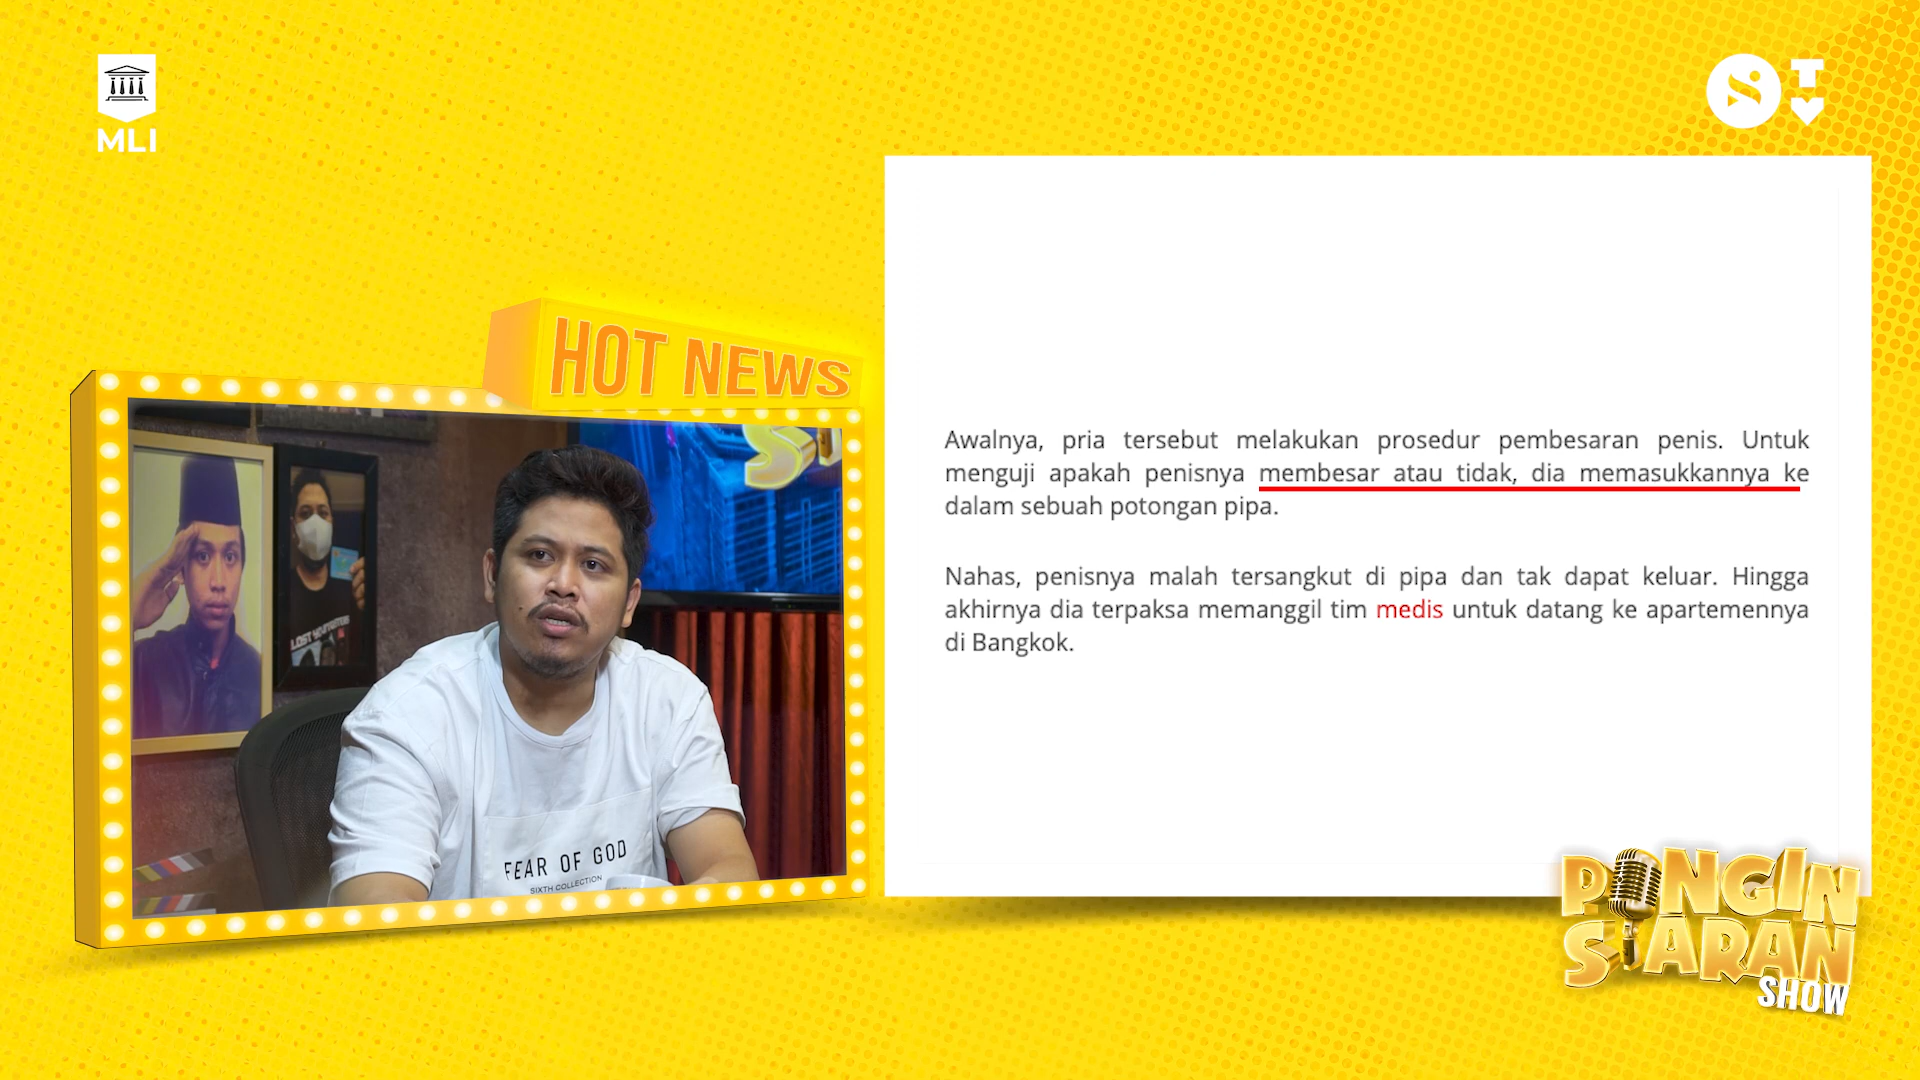 MLI
S TV
HOT NEWS
Awalnya, pria tersebut melakukan prosedur pembesaran penis. Untuk
menguji apakah penisnya membesar atau tidak, dia memasukkannya ke
dalam sebuah potongan pipa.
Nahas, penisnya malah tersangkut di pipa dan tak dapat keluar. Hingga
akhirnya dia terpaksa memanggil tim medis untuk datang ke apartemennya
di Bangkok.
FEAR OF GOD
SIXTH COLLECTION
PINGIN
SIARAN
SHOW